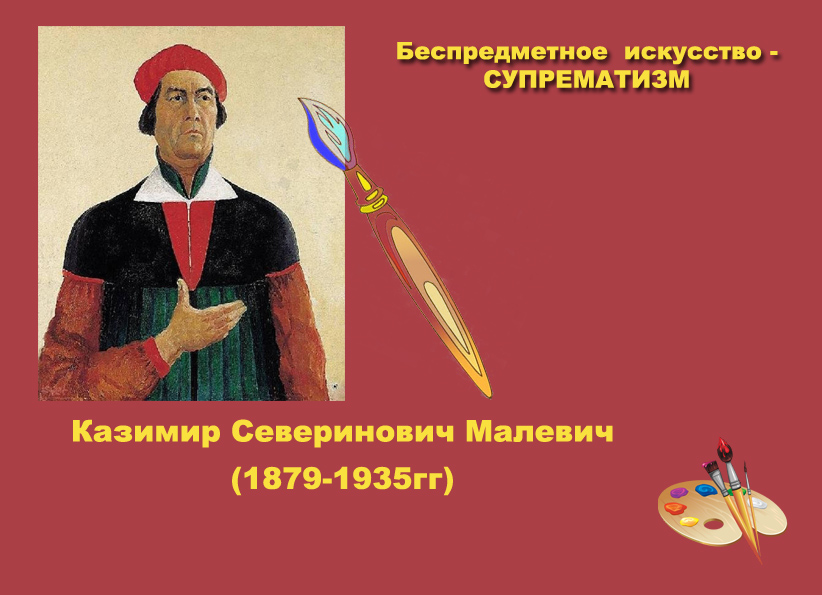 Беспредметное искусство -
СУПРЕМАТИЗМ
Казимир Северинович Малевич
(1879-1935гг)